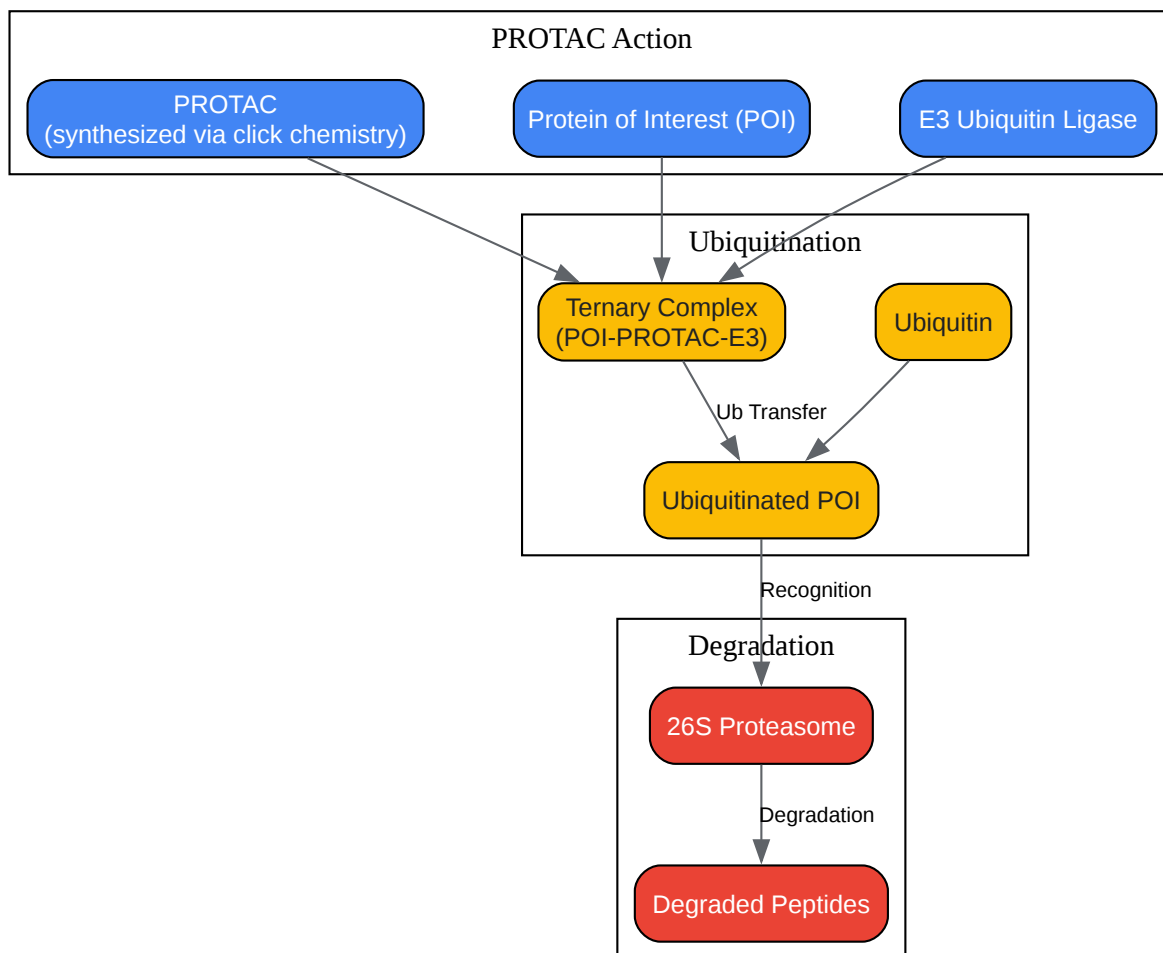 PROTAC Action
PROTAC
(synthesized via click chemistry)
Protein of Interest (POI)
E3 Ubiquitin Ligase
Ubiquitination
Ternary Complex
(POI-PROTAC-E3)
Ubiquitin
Ub Transfer
Ubiquitinated POI
Recognition
Degradation
26S Proteasome
Degradation
Degraded Peptides